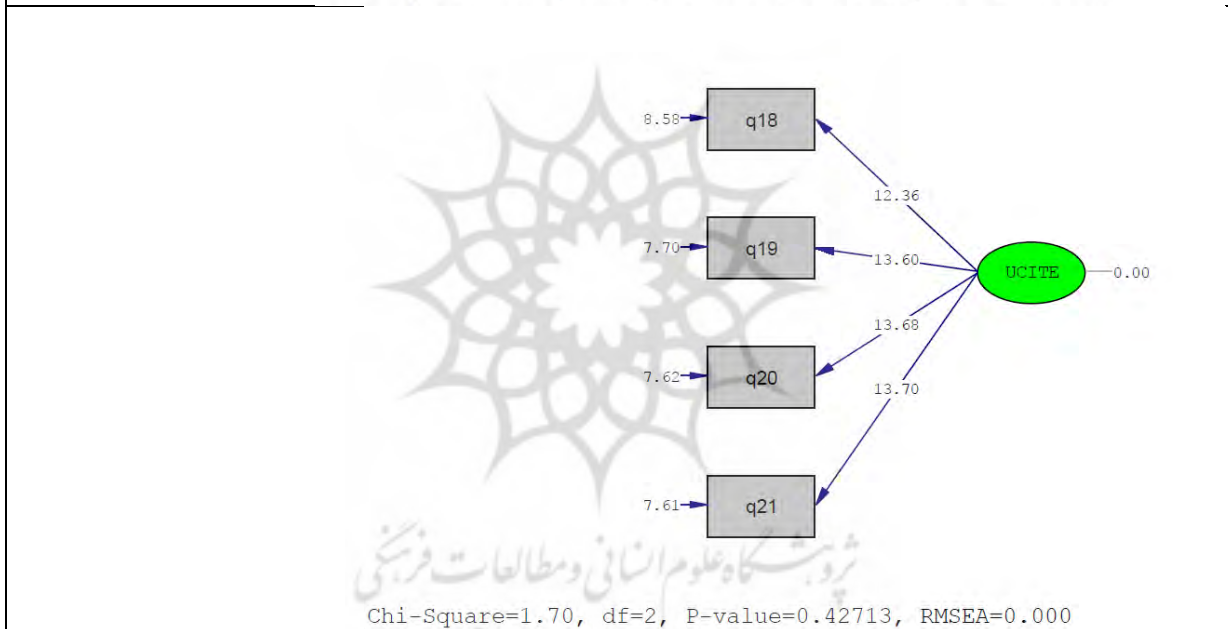 8.58 q18
12.36
7.70 q19
13.60
UCITE 0.00
13.68
7.62 q20
13.70
7.61 q21
پژوهشگاه علوم انسانی و مطالعات فرهنگی
Chi-Square=1.70, df=2, P-value=0.42713, RMSEA=0.000